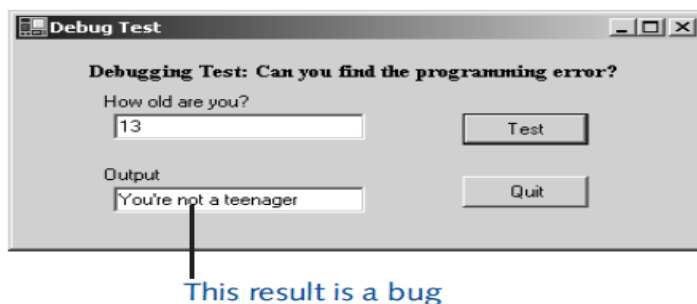 Debug Test
Debugging Test: Can you find the programming error?
How old are you?
13
Test
Output
You're not a teenager
Quit
This result is a bug